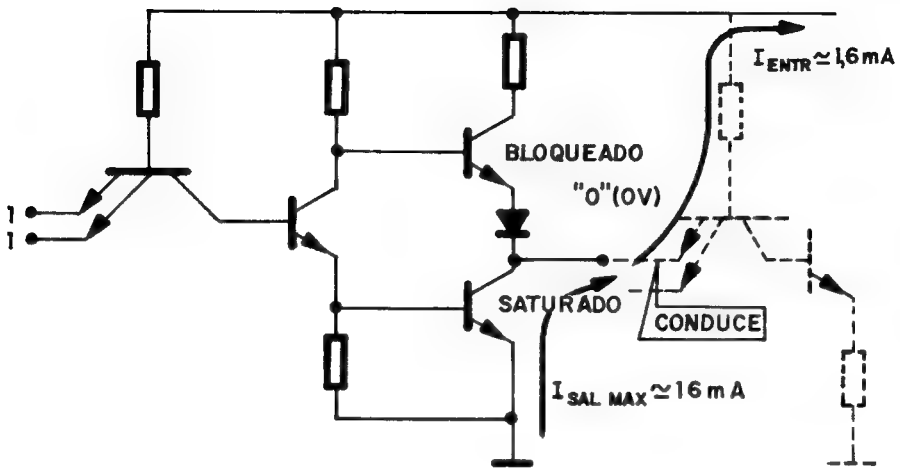 I ENTR ≃ 1,6 mA
BLOQUEADO
"0" (0V)
1
1
SATURADO
CONDUCE
I SAL MAX ≃ 16 mA